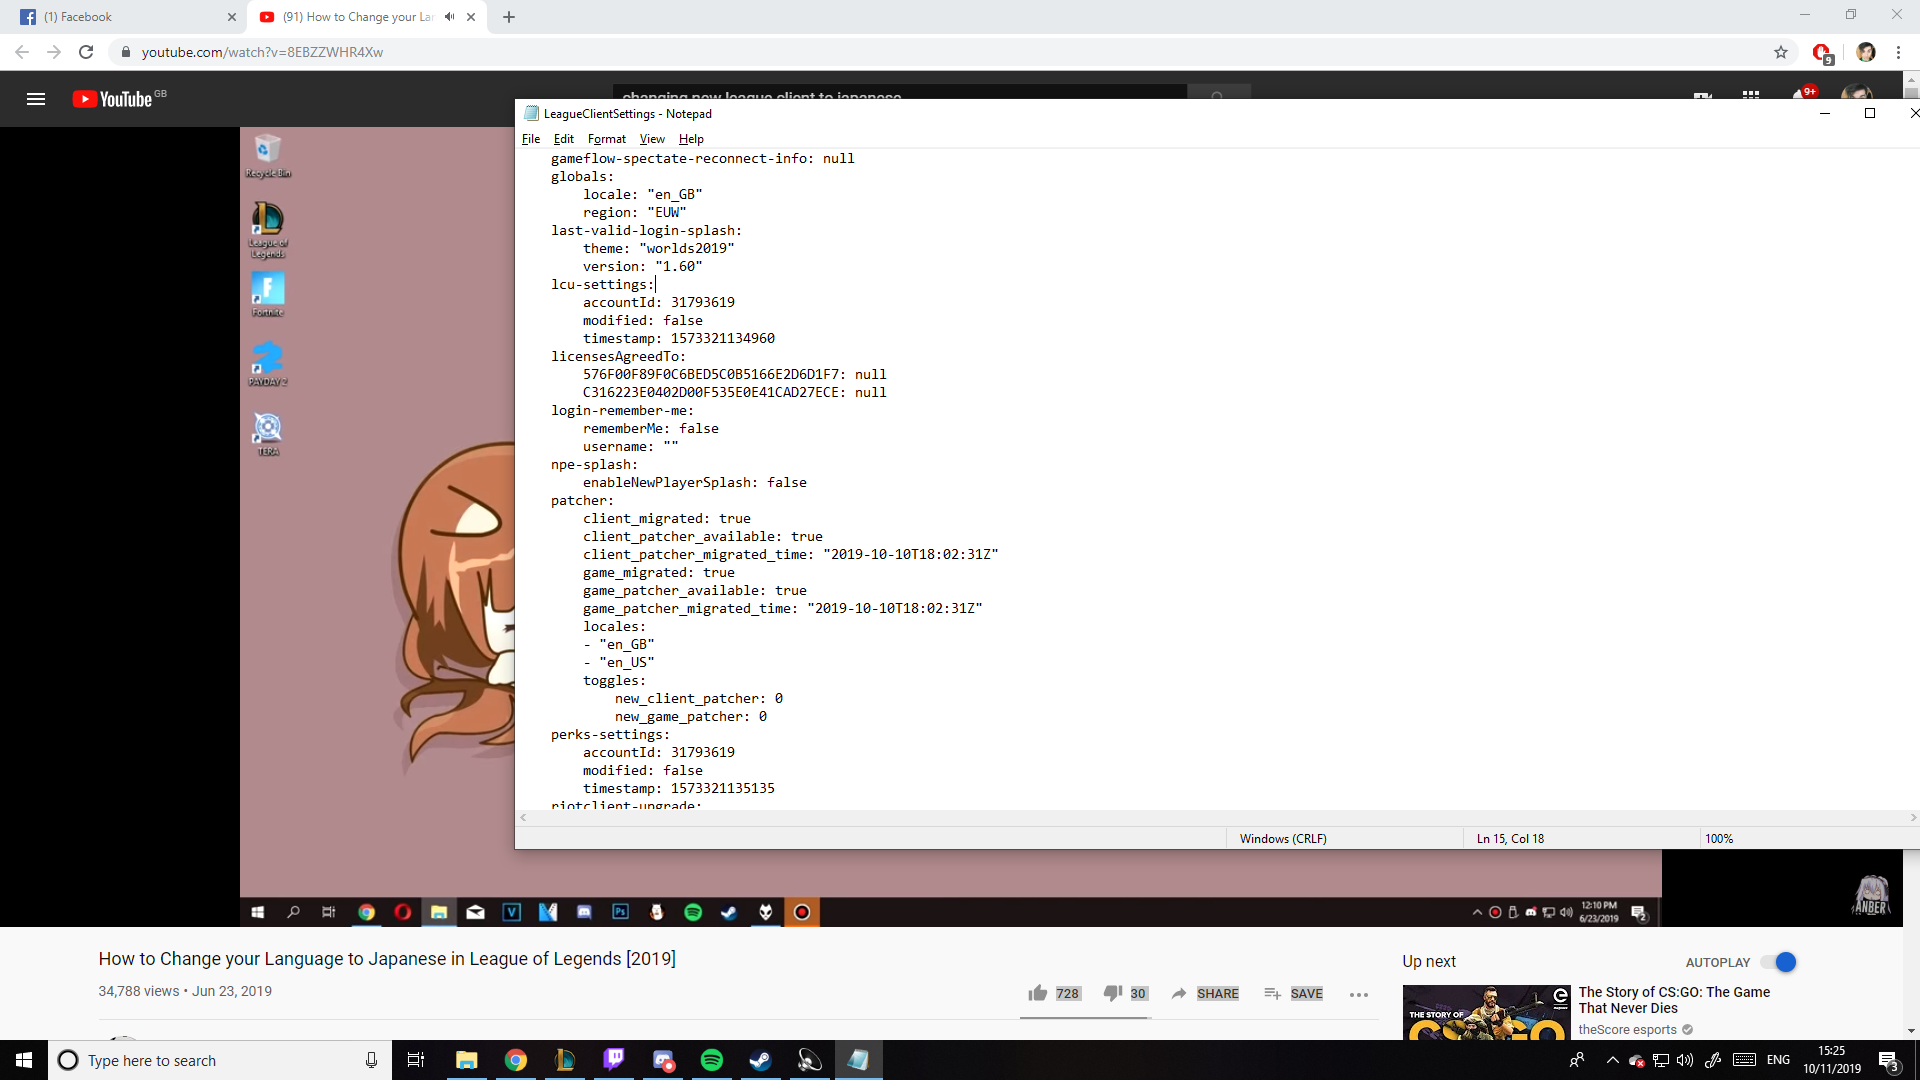 (1) Facebook
(91) How to Change your La
youtube.com/watch?v=8EBZZWHR4Xw
9
YouTube GB
changing new league client to japanese
9+
LeagueClientSettings - Notepad
File Edit Format View Help
gameflow-spectate-reconnect-info: null
globals:
locale: "en_GB"
region: "EUW"
last-valid-login-splash:
theme: "worlds2019"
version: "1.60"
lcu-settings:
accountId: 31793619
modified: false
timestamp: 1573321134960
licensesAgreedTo:
576F00F89F0C6BED5C0B5166E2D6D1F7: null
C316223E0402D00F535E0E41CAD27ECE: null
login-remember-me:
rememberMe: false
username: ""
npe-splash:
enableNewPlayerSplash: false
patcher:
client_migrated: true
client_patcher_available: true
client_patcher_migrated_time: "2019-10-10T18:02:31Z"
game_migrated: true
game_patcher_available: true
game_patcher_migrated_time: "2019-10-10T18:02:31Z"
locales:
- "en_GB"
- "en_US"
toggles:
new_client_patcher: 0
new_game_patcher: 0
perks-settings:
accountId: 31793619
modified: false
timestamp: 1573321135135
riotclient-upgrade:
Windows (CRLF)
Ln 15, Col 18
100%
Recycle Bin
League of Legends
Fortnite
PAYDAY 2
TERA
12:10 PM
6/23/2019
2
ANBER
How to Change your Language to Japanese in League of Legends [2019]
34,788 views • Jun 23, 2019
728
30
SHARE
SAVE
Up next
AUTOPLAY
THE STORY OF
CS:GO
The Story of CS:GO: The Game
That Never Dies
theScore esports
Type here to search
ENG
15:25
10/11/2019
3